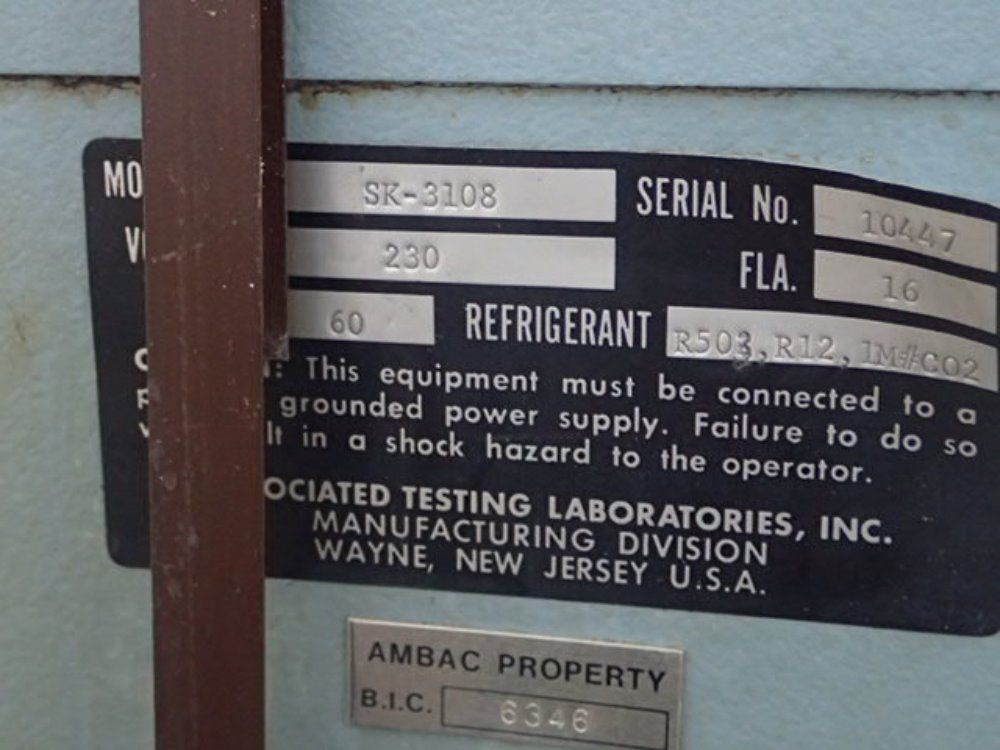 MO SK-3108 SERIAL No. 10447
V 230 FLA. 16
60 REFRIGERANT R503, R12, 1M#CO2
This equipment must be connected to a
grounded power supply. Failure to do so
lt in a shock hazard to the operator.
OCIATED TESTING LABORATORIES, INC.
MANUFACTURING DIVISION
WAYNE, NEW JERSEY U.S.A.
AMBAC PROPERTY
B.I.C. 6346